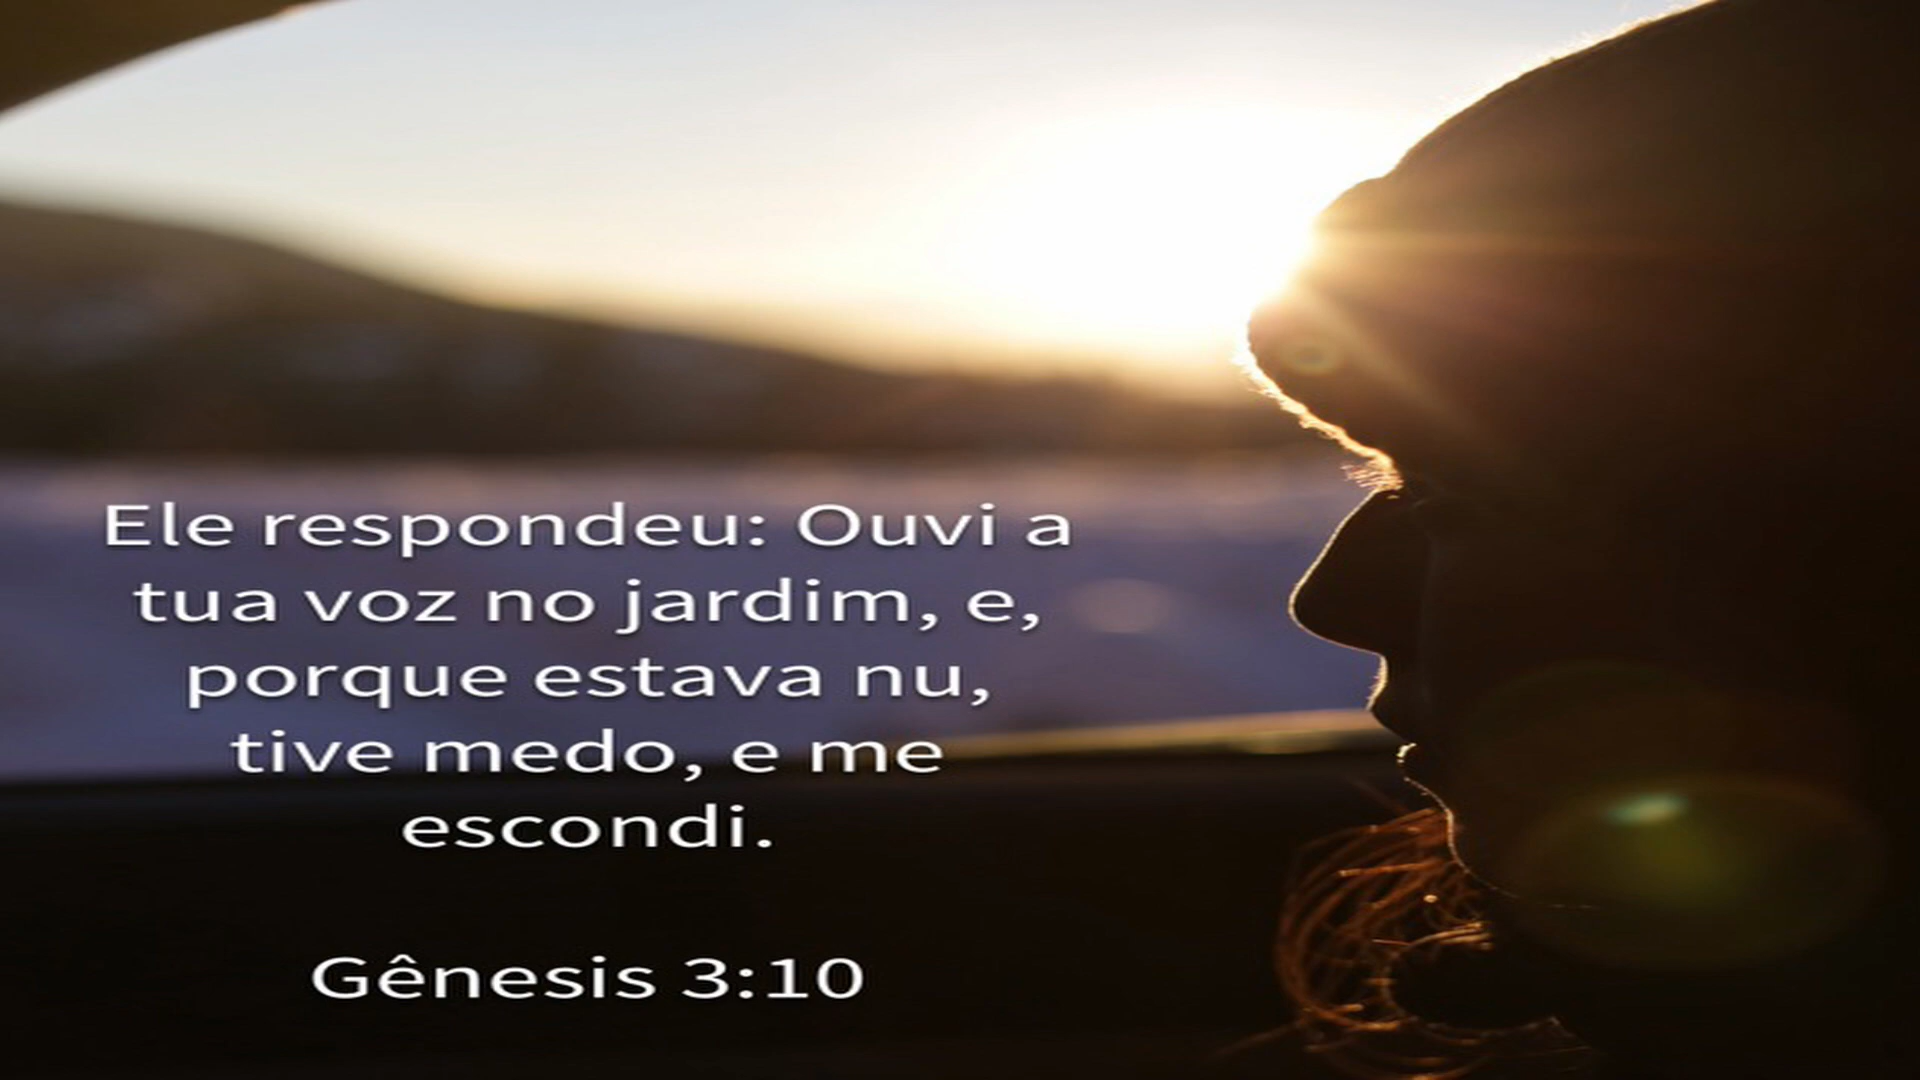 Ele respondeu: Ouvi a
tua voz no jardim, e,
porque estava nu,
tive medo, e me
escondi.
Gênesis 3:10